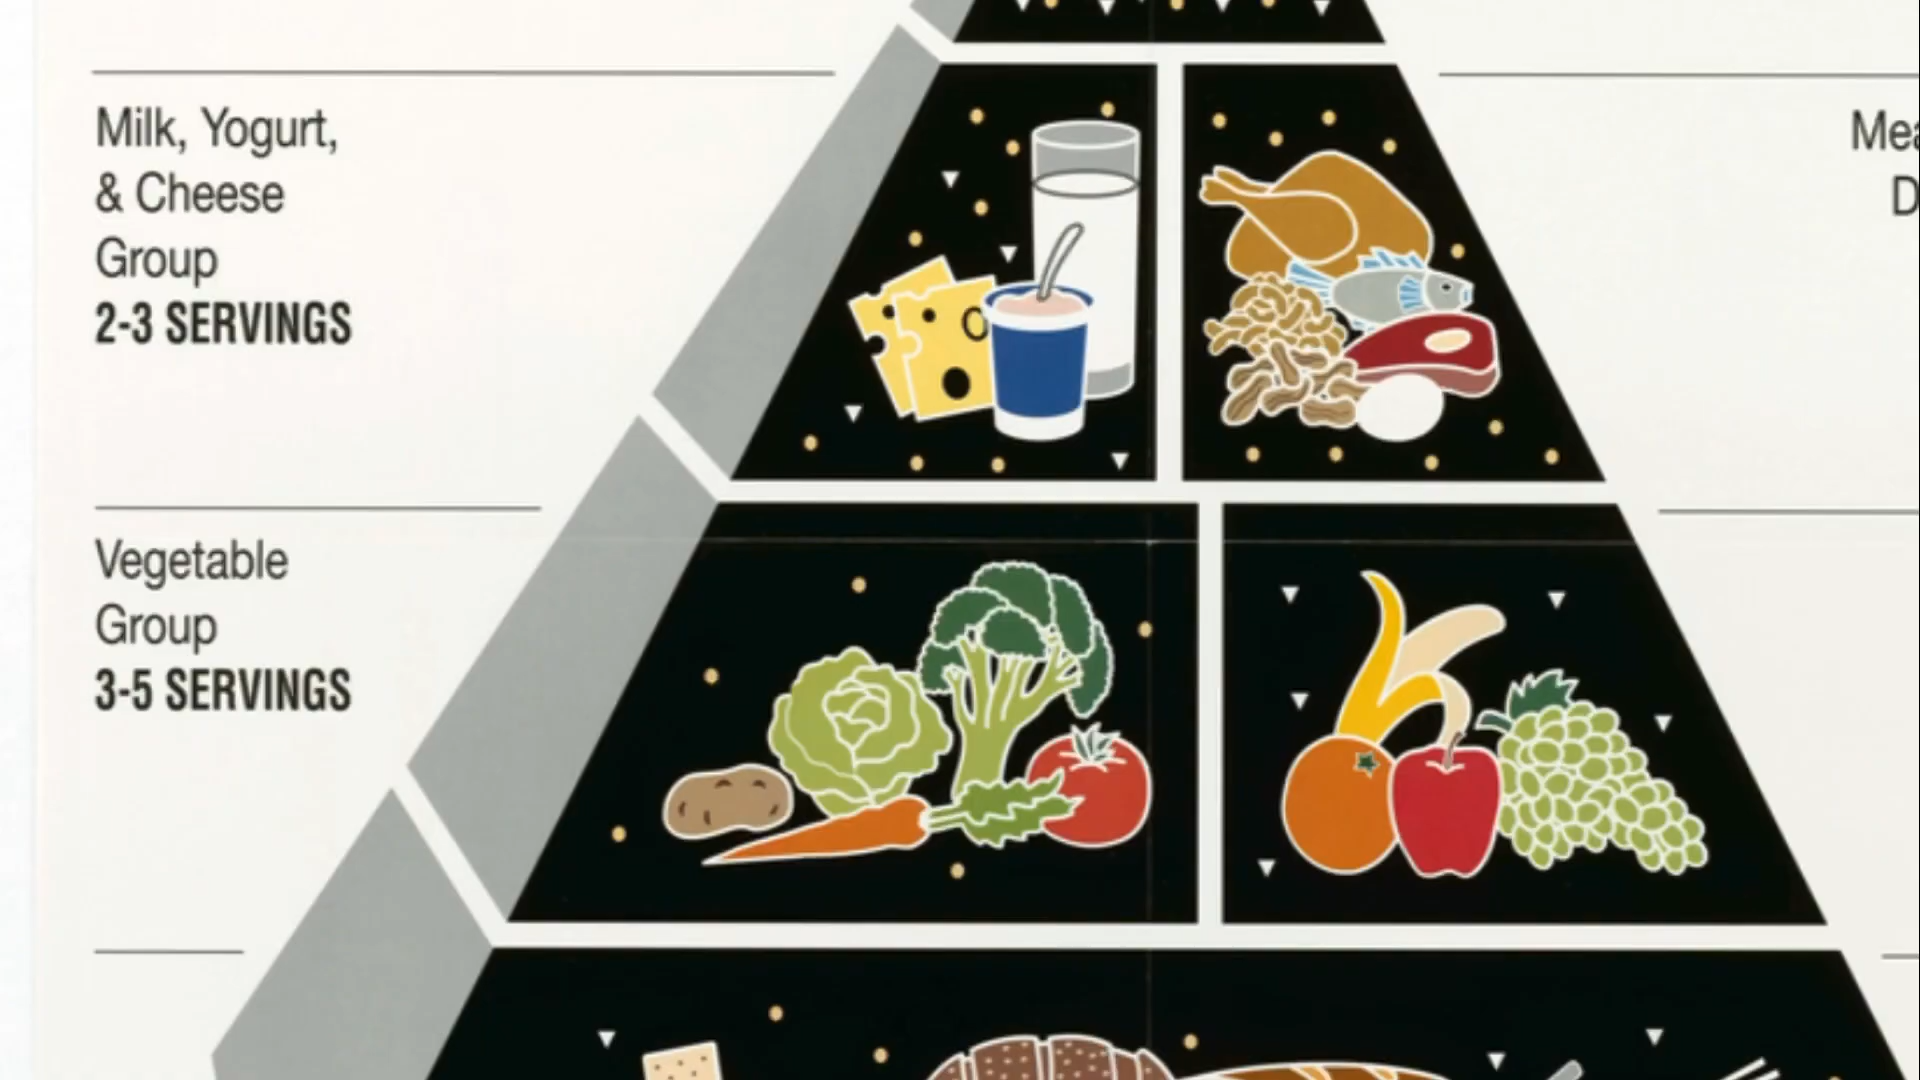 Milk, Yogurt,
& Cheese
Group
2-3 SERVINGS
Vegetable
Group
3-5 SERVINGS